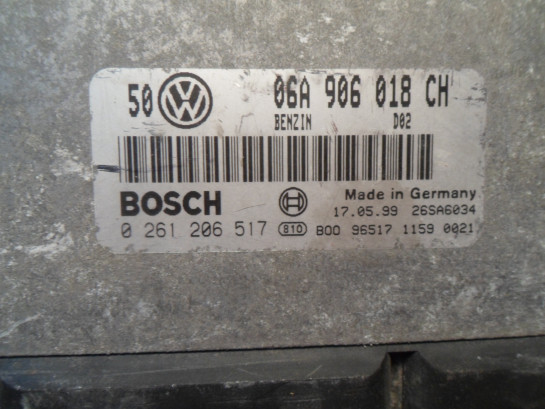 50 06A 906 018 CH
BENZIN D02
BOSCH Made in Germany
17.05.99 26SA6034
0 261 206 517 810 B00 96517 1159 0021